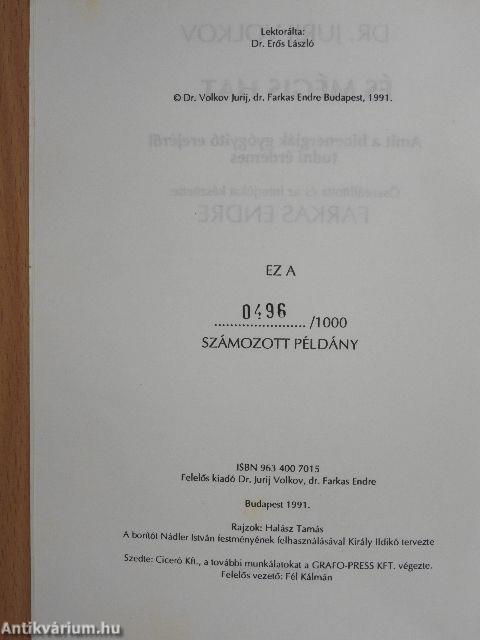 Lektorálta:
Dr. Erős László
© Dr. Volkov Jurij, dr. Farkas Endre Budapest, 1991.
EZ A
0496
........................ /1000
SZÁMOZOTT PÉLDÁNY
ISBN 963 400 7015
Felelős kiadó Dr. Jurij Volkov, dr. Farkas Endre
Budapest 1991.
Rajzok: Halász Tamás
A borítót Nádler István festményének felhasználásával Király Ildikó tervezte
Szedte: Ciceró Kft., a további munkálatokat a GRAFO-PRESS KFT. végezte.
Felelős vezető: Fél Kálmán
Antikvárium.hu